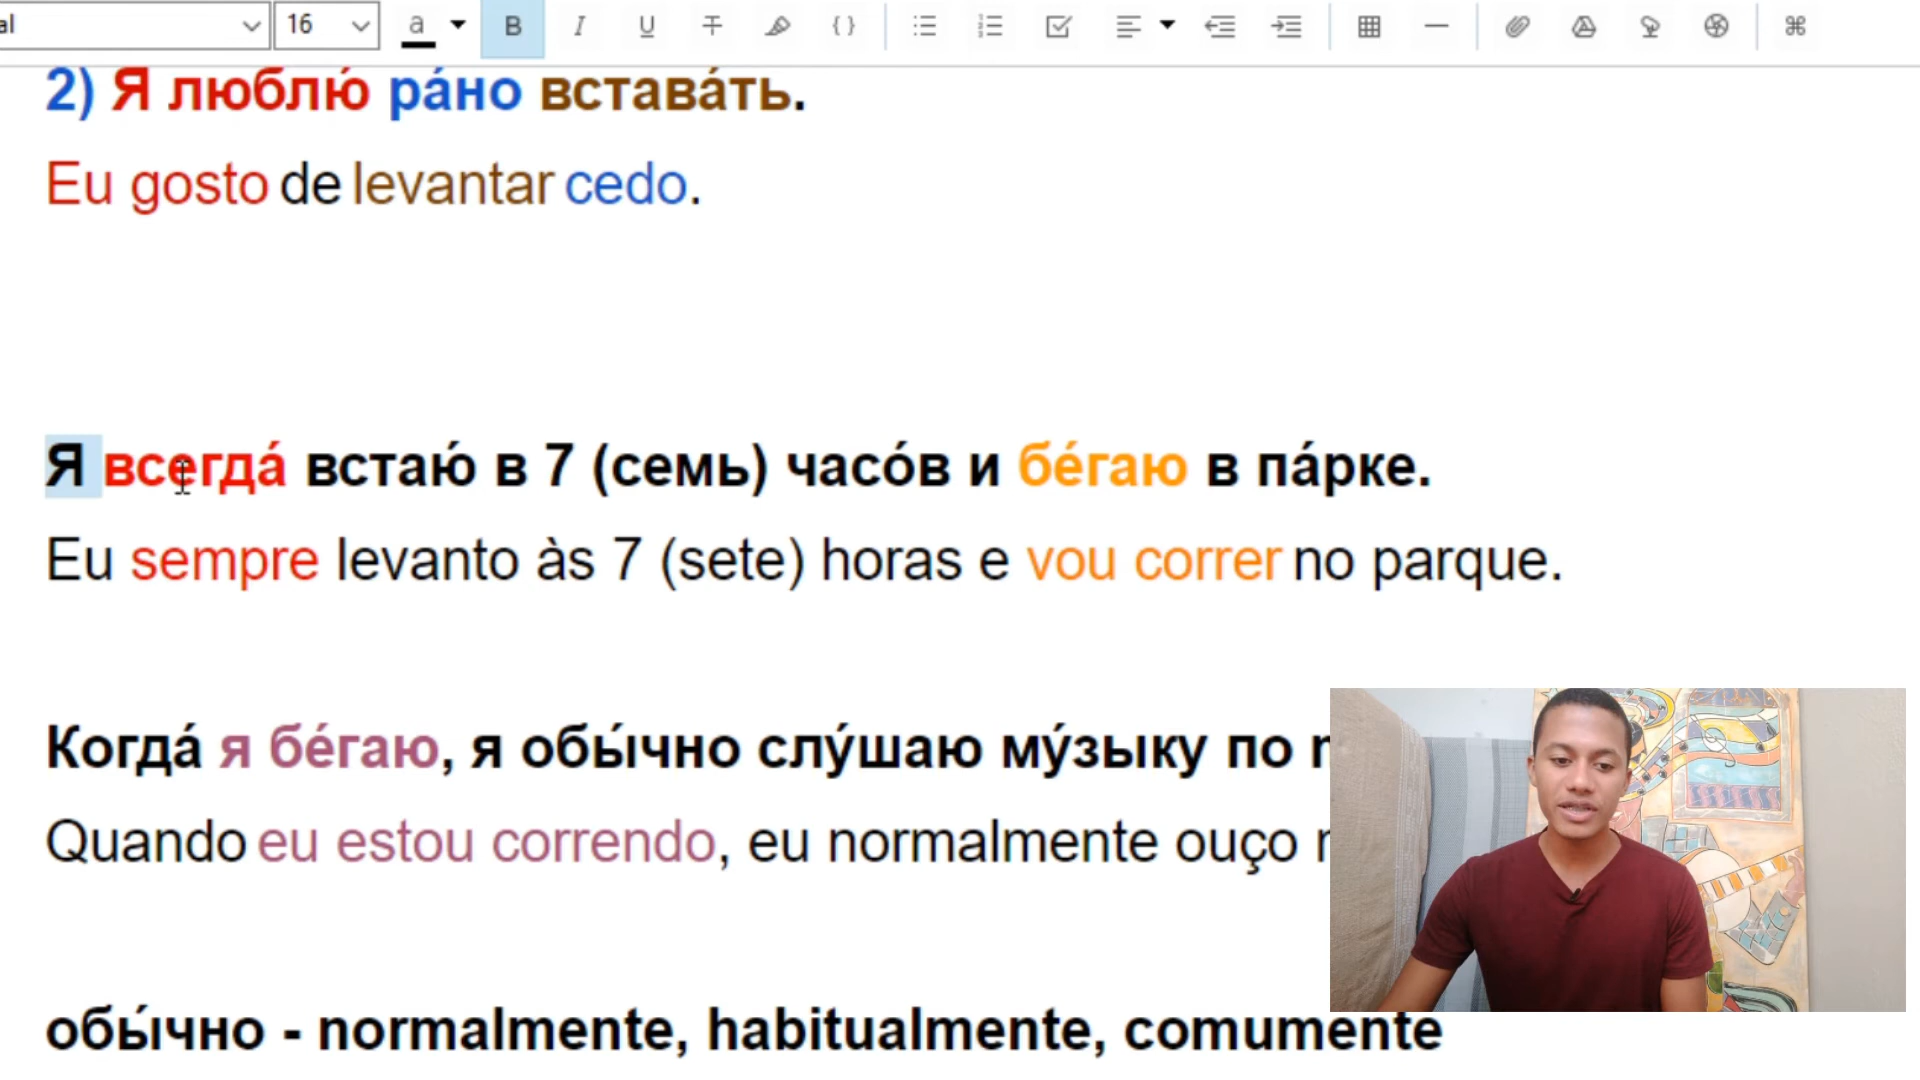 al 16 a B I U T { }
2) Я люблю́ ра́но встава́ть.
Eu gosto de levantar cedo.
Я всегда́ встаю́ в 7 (семь) часо́в и бе́гаю в па́рке.
Eu sempre levanto às 7 (sete) horas e vou correr no parque.
Когда́ я бе́гаю, я обы́чно слу́шаю му́зыку по
Quando eu estou correndo, eu normalmente ouço
обы́чно - normalmente, habitualmente, comumente